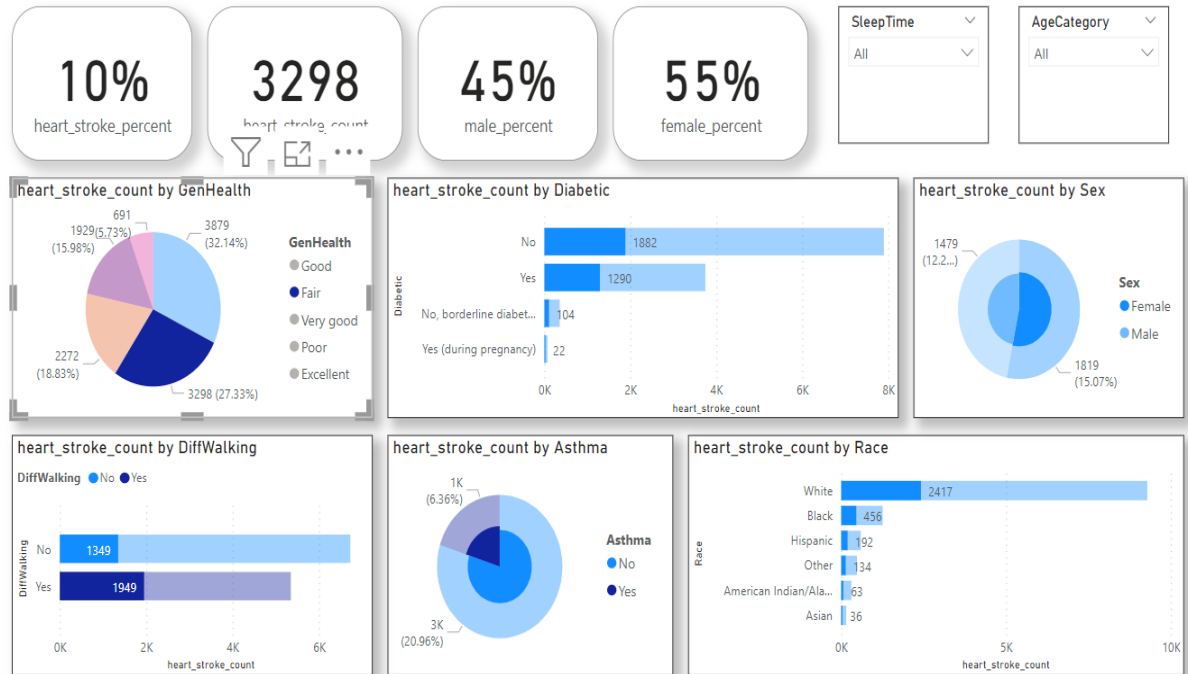 10%
heart_stroke_percent
3298
heart_stroke_count
45%
male_percent
55%
female_percent
SleepTime
All
AgeCategory
All
heart_stroke_count by GenHealth
691
(5.73%)
1929
(15.98%)
3879
(32.14%)
2272
(18.83%)
3298 (27.33%)
GenHealth
Good
Fair
Very good
Poor
Excellent
heart_stroke_count by Diabetic
Diabetic
No
1882
Yes
1290
No, borderline diabet...
104
Yes (during pregnancy)
22
0K 2K 4K 6K 8K
heart_stroke_count
heart_stroke_count by Sex
1479
(12.2...)
1819
(15.07%)
Sex
Female
Male
heart_stroke_count by DiffWalking
DiffWalking No Yes
DiffWalking
No
1349
Yes
1949
0K 2K 4K 6K
heart_stroke_count
heart_stroke_count by Asthma
1K
(6.36%)
3K
(20.96%)
Asthma
No
Yes
heart_stroke_count by Race
Race
White
2417
Black
456
Hispanic
192
Other
134
American Indian/Ala...
63
Asian
36
0K 5K 10K
heart_stroke_count